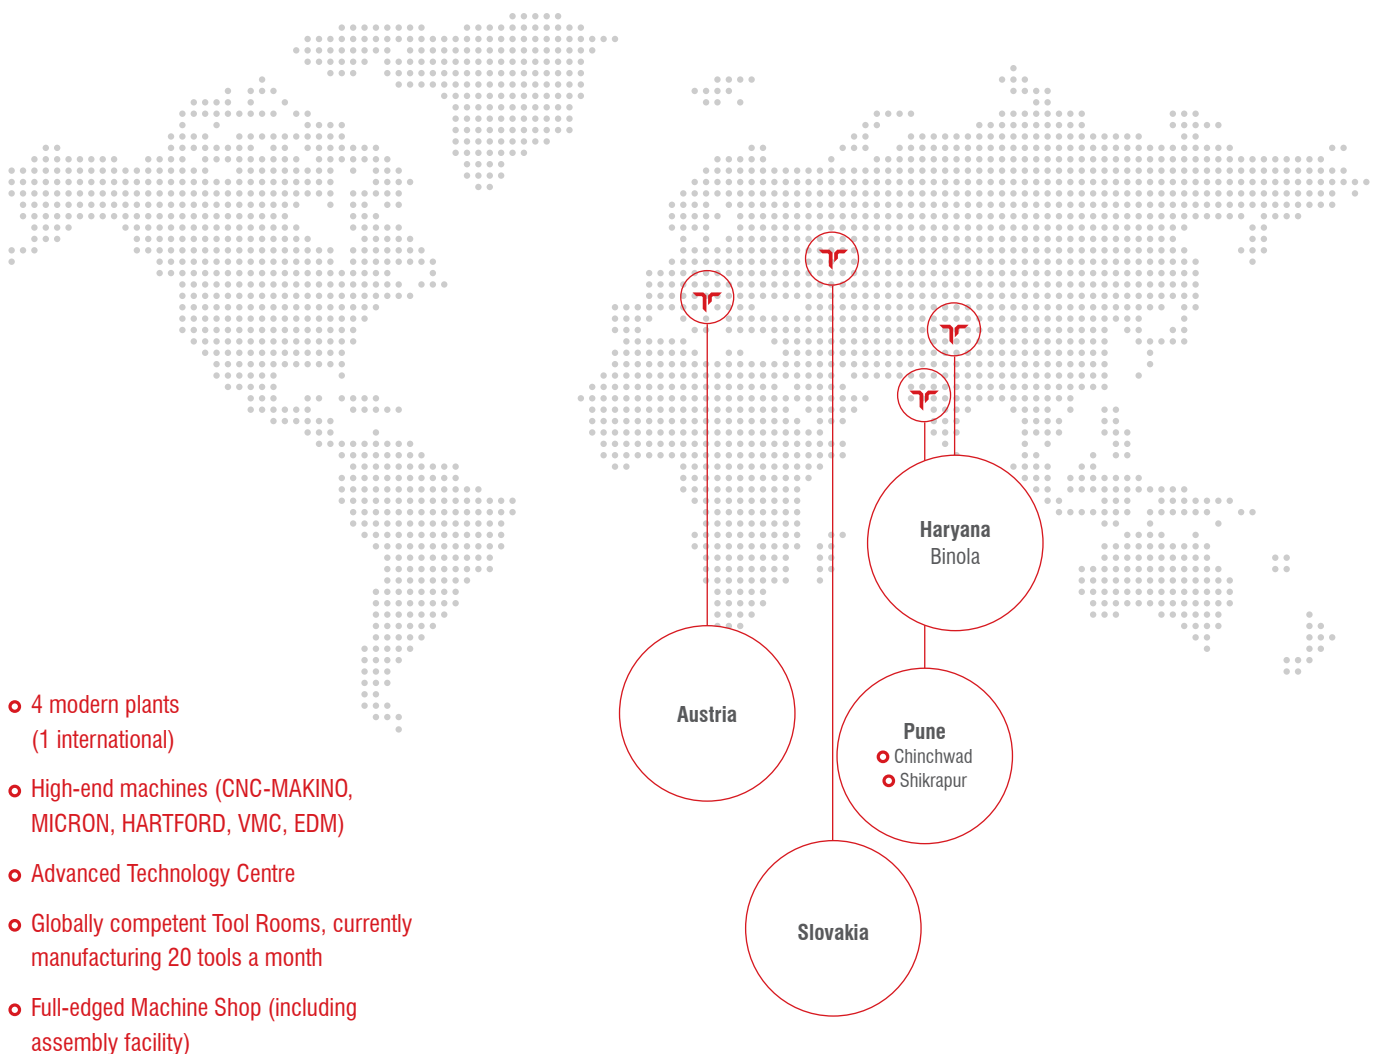 Haryana
Binola
Austria
Pune
Chinchwad
Shikrapur
Slovakia
4 modern plants
(1 international)
High-end machines (CNC-MAKINO,
MICRON, HARTFORD, VMC, EDM)
Advanced Technology Centre
Globally competent Tool Rooms, currently
manufacturing 20 tools a month
Full-edged Machine Shop (including
assembly facility)